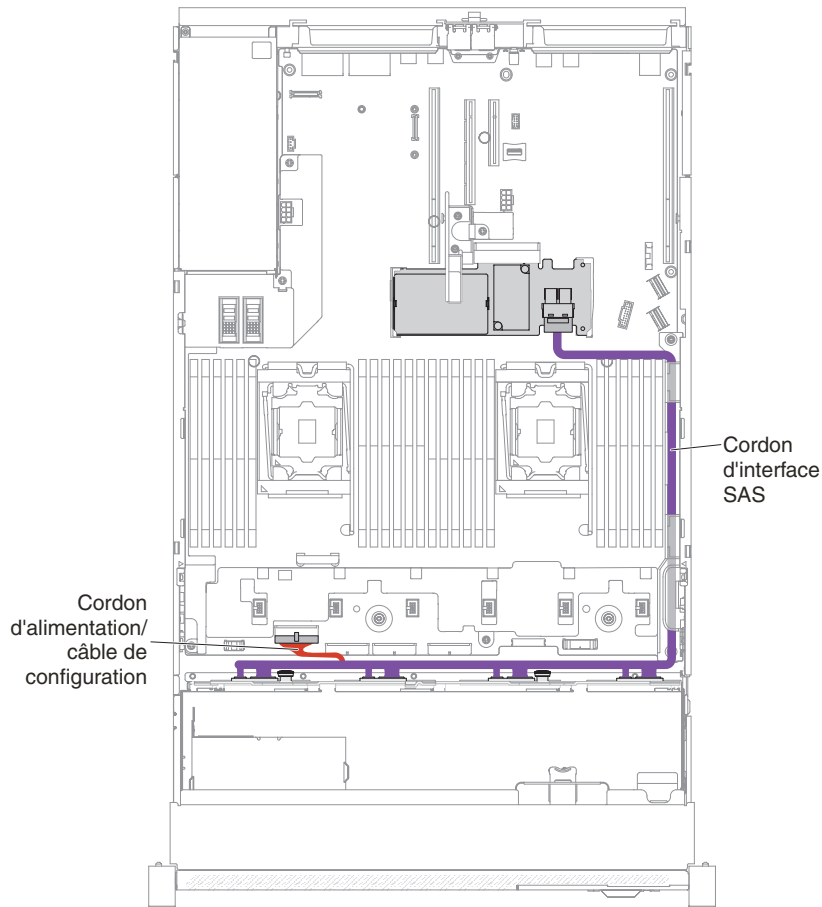 Cordon
d'interface
SAS
Cordon
d'alimentation/
câble de
configuration